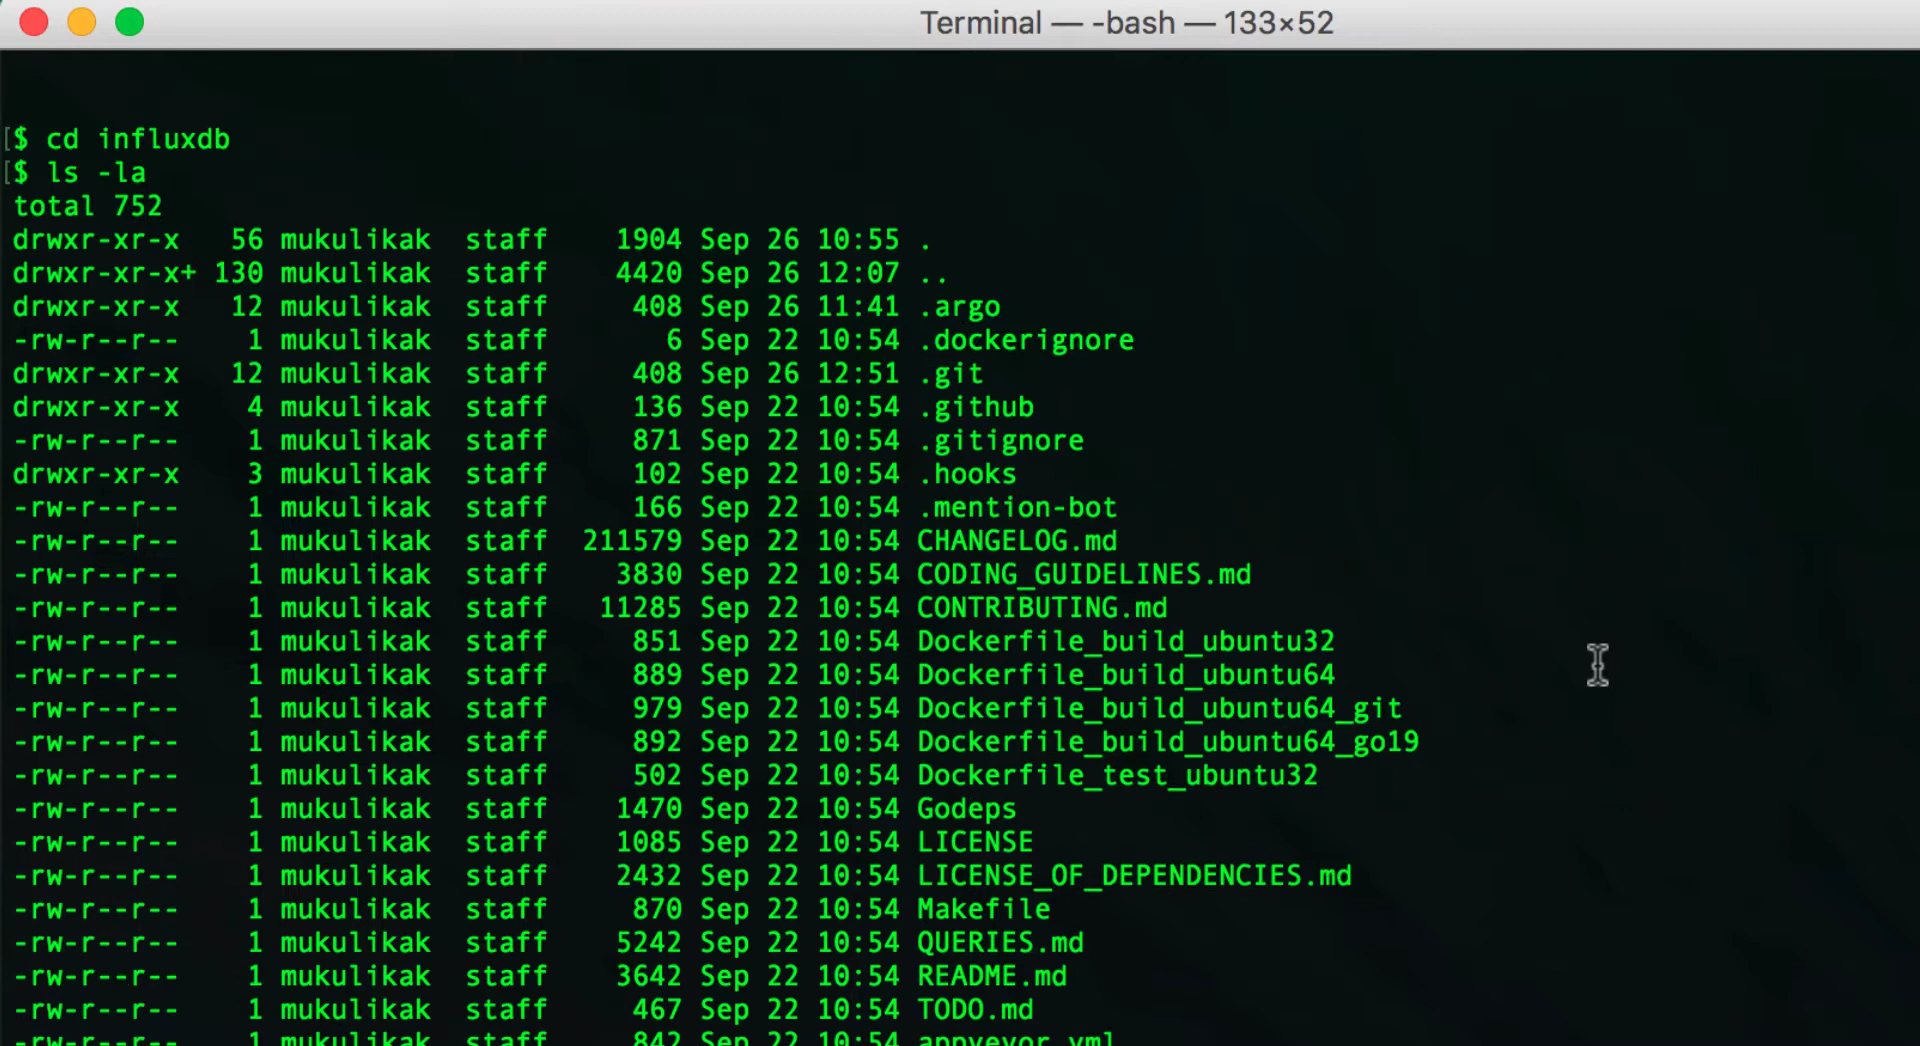 Terminal — -bash — 133×52
[$ cd influxdb
[$ ls -la
total 752
drwxr-xr-x   56 mukulikak  staff    1904 Sep 26 10:55 .
drwxr-xr-x+ 130 mukulikak  staff    4420 Sep 26 12:07 ..
drwxr-xr-x   12 mukulikak  staff     408 Sep 26 11:41 .argo
-rw-r--r--    1 mukulikak  staff       6 Sep 22 10:54 .dockerignore
drwxr-xr-x   12 mukulikak  staff     408 Sep 26 12:51 .git
drwxr-xr-x    4 mukulikak  staff     136 Sep 22 10:54 .github
-rw-r--r--    1 mukulikak  staff     871 Sep 22 10:54 .gitignore
drwxr-xr-x    3 mukulikak  staff     102 Sep 22 10:54 .hooks
-rw-r--r--    1 mukulikak  staff     166 Sep 22 10:54 .mention-bot
-rw-r--r--    1 mukulikak  staff  211579 Sep 22 10:54 CHANGELOG.md
-rw-r--r--    1 mukulikak  staff    3830 Sep 22 10:54 CODING_GUIDELINES.md
-rw-r--r--    1 mukulikak  staff   11285 Sep 22 10:54 CONTRIBUTING.md
-rw-r--r--    1 mukulikak  staff     851 Sep 22 10:54 Dockerfile_build_ubuntu32
-rw-r--r--    1 mukulikak  staff     889 Sep 22 10:54 Dockerfile_build_ubuntu64
-rw-r--r--    1 mukulikak  staff     979 Sep 22 10:54 Dockerfile_build_ubuntu64_git
-rw-r--r--    1 mukulikak  staff     892 Sep 22 10:54 Dockerfile_build_ubuntu64_go19
-rw-r--r--    1 mukulikak  staff     502 Sep 22 10:54 Dockerfile_test_ubuntu32
-rw-r--r--    1 mukulikak  staff    1470 Sep 22 10:54 Godeps
-rw-r--r--    1 mukulikak  staff    1085 Sep 22 10:54 LICENSE
-rw-r--r--    1 mukulikak  staff    2432 Sep 22 10:54 LICENSE_OF_DEPENDENCIES.md
-rw-r--r--    1 mukulikak  staff     870 Sep 22 10:54 Makefile
-rw-r--r--    1 mukulikak  staff    5242 Sep 22 10:54 QUERIES.md
-rw-r--r--    1 mukulikak  staff    3642 Sep 22 10:54 README.md
-rw-r--r--    1 mukulikak  staff     467 Sep 22 10:54 TODO.md
-rw-r--r--    1 mukulikak  staff     842 Sep 22 10:54 appveyor.yml